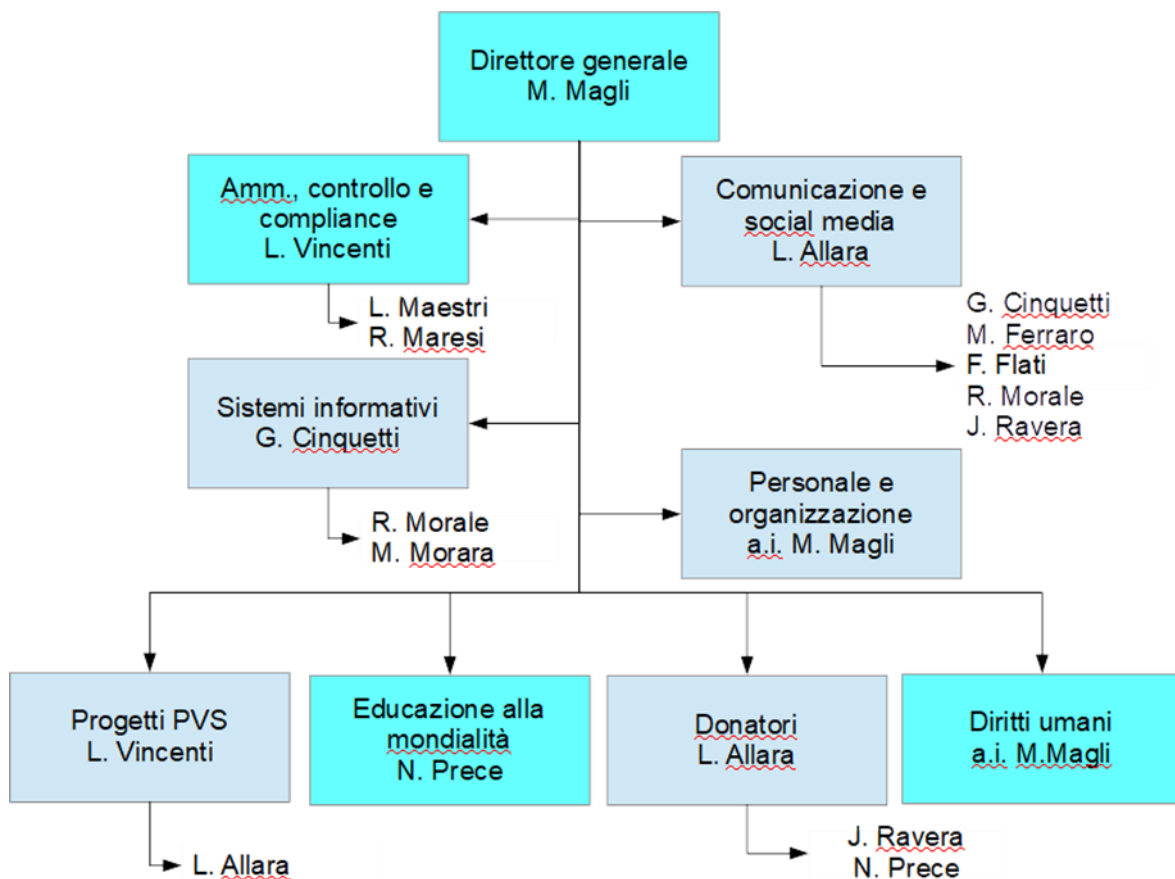 Direttore generale
M. Magli
Amm., controllo e
compliance
L. Vincenti
Comunicazione e
social media
L. Allara
L. Maestri
R. Maresi
G. Cinquetti
M. Ferraro
F. Flati
R. Morale
J. Ravera
Sistemi informativi
G. Cinquetti
Personale e
organizzazione
a.i. M. Magli
R. Morale
M. Morara
Progetti PVS
L. Vincenti
Educazione alla
mondialità
N. Prece
Donatori
L. Allara
Diritti umani
a.i. M.Magli
L. Allara
J. Ravera
N. Prece